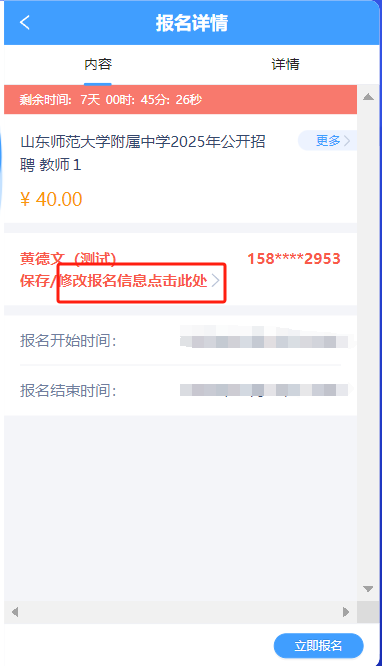 报名详情
内容 详情
剩余时间: 7天 00时: 45分: 26秒
山东师范大学附属中学2025年公开招 更多
聘 教师１
¥ 40.00
黄德文（测试） 158****2953
保存/修改报名信息点击此处
报名开始时间：
报名结束时间：
立即报名